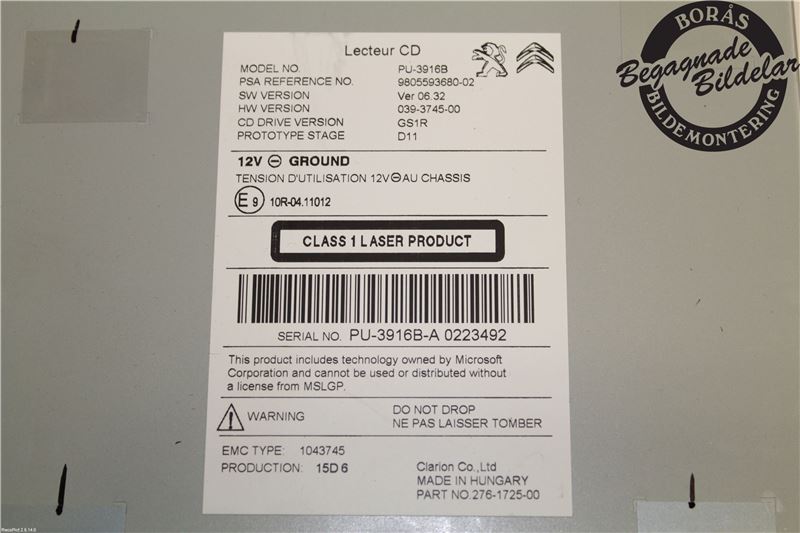 Lecteur CD
MODEL NO. PU-3916B
PSA REFERENCE NO. 9805593680-02
SW VERSION Ver 06.32
HW VERSION 039-3745-00
CD DRIVE VERSION GS1R
PROTOTYPE STAGE D11
12V ⊖ GROUND
TENSION D'UTILISATION 12V⊖AU CHASSIS
E9 10R-04.11012
CLASS 1 LASER PRODUCT
SERIAL NO. PU-3916B-A 0223492
This product includes technology owned by Microsoft
Corporation and cannot be used or distributed without
a license from MSLGP.
WARNING
DO NOT DROP
NE PAS LAISSER TOMBER
EMC TYPE: 1043745
PRODUCTION: 15D 6
Clarion Co.,Ltd
MADE IN HUNGARY
PART NO.276-1725-00
BORÅS
Begagnade
Bildelar
BILDEMONTERING